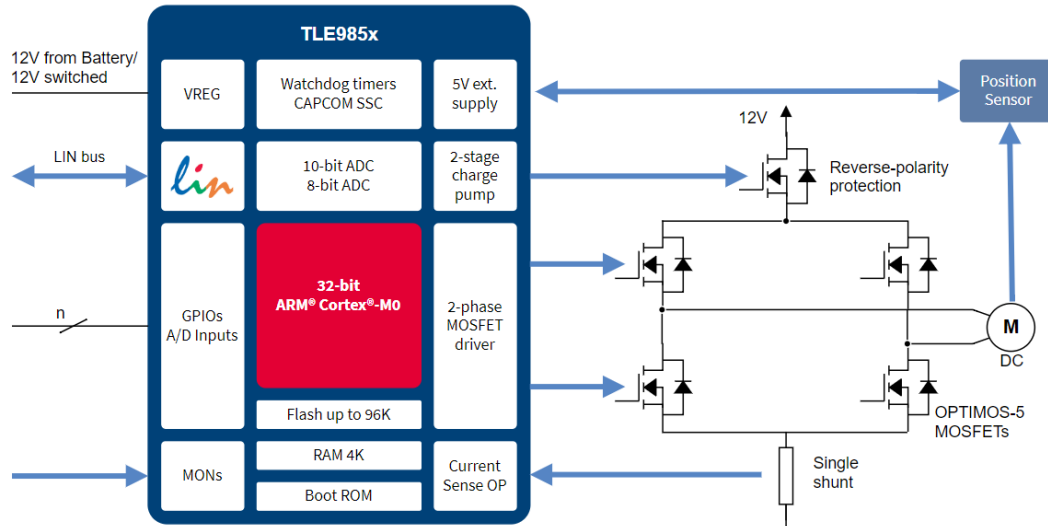 TLE985x
12V from Battery/
12V switched
VREG
Watchdog timers
CAPCOM SSC
5V ext.
supply
Position
Sensor
12V
LIN bus
lin
10-bit ADC
8-bit ADC
2-stage
charge
pump
Reverse-polarity
protection
32-bit
ARM® Cortex®-M0
n
GPIOs
A/D Inputs
2-phase
MOSFET
driver
M
DC
Flash up to 96K
OPTIMOS-5
MOSFETs
MONs
RAM 4K
Boot ROM
Current
Sense OP
Single
shunt